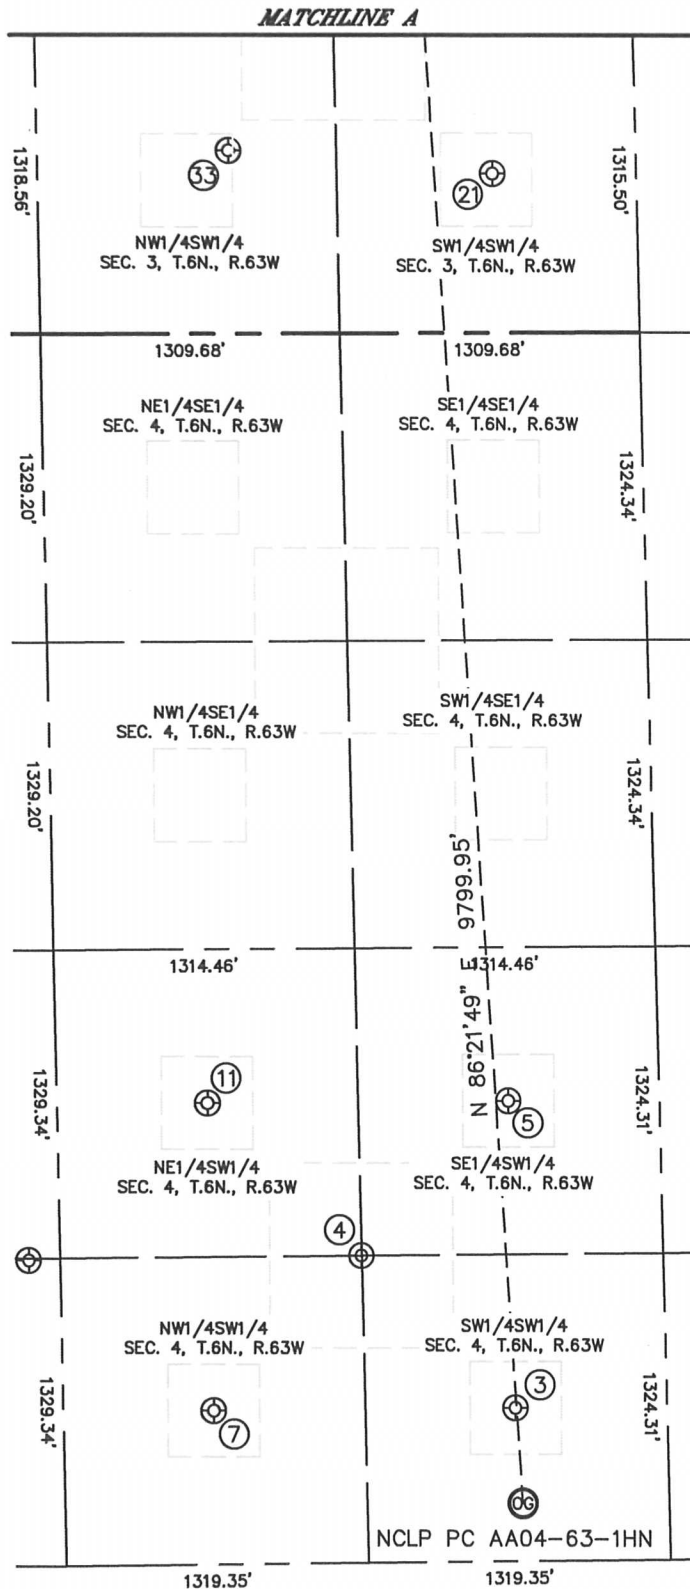 MATCHLINE A
1318.56'
33
21
1315.50'
NW1/4SW1/4
SEC. 3, T.6N., R.63W
SW1/4SW1/4
SEC. 3, T.6N., R.63W
1309.68'
1309.68'
NE1/4SE1/4
SEC. 4, T.6N., R.63W
SE1/4SE1/4
SEC. 4, T.6N., R.63W
1329.20'
1324.34'
NW1/4SE1/4
SEC. 4, T.6N., R.63W
SW1/4SE1/4
SEC. 4, T.6N., R.63W
1329.20'
1324.34'
9799.95'
1314.46'
1314.46'
N 86°21'49" E
11
5
1329.34'
1324.31'
NE1/4SW1/4
SEC. 4, T.6N., R.63W
SE1/4SW1/4
SEC. 4, T.6N., R.63W
4
NW1/4SW1/4
SEC. 4, T.6N., R.63W
SW1/4SW1/4
SEC. 4, T.6N., R.63W
1329.34'
7
3
1324.31'
OG
NCLP PC AA04-63-1HN
1319.35'
1319.35'